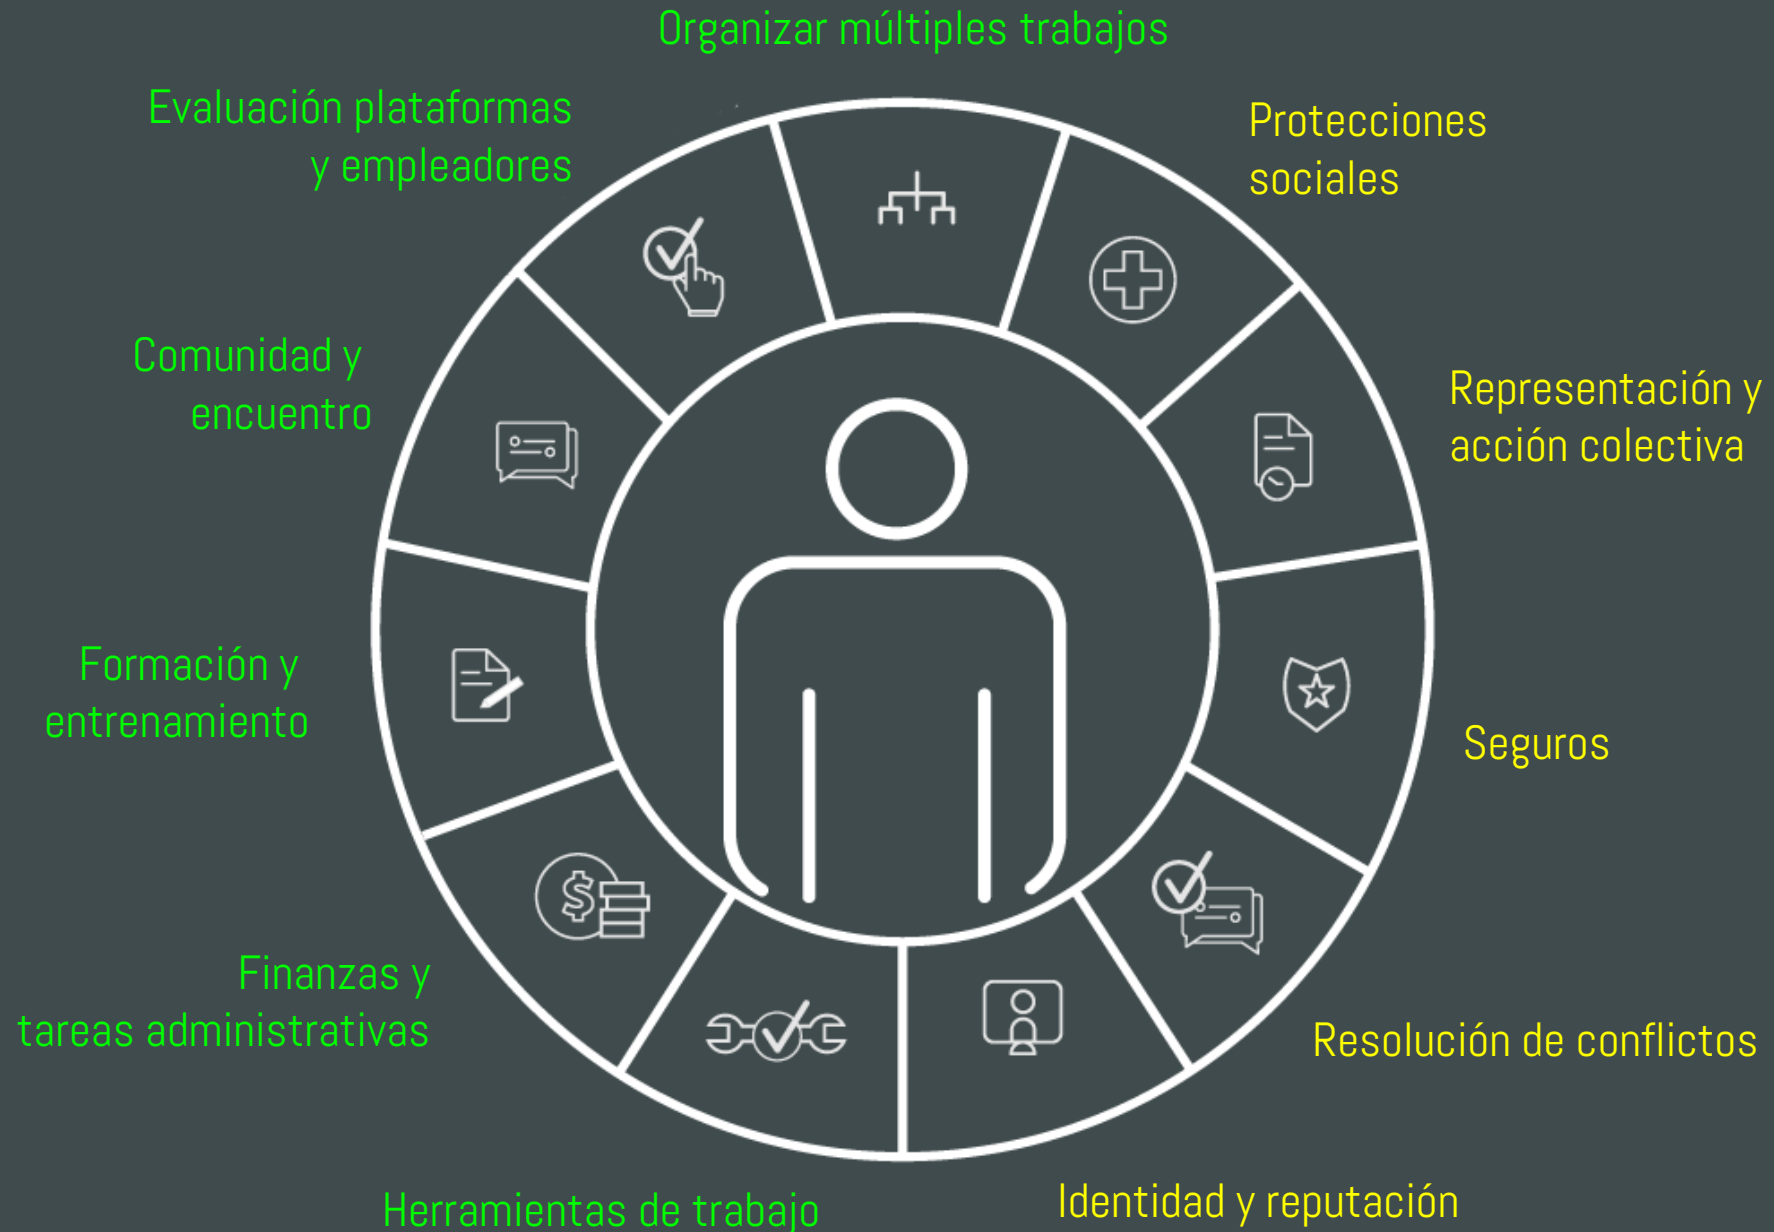 Organizar múltiples trabajos
Evaluación plataformas
y empleadores
Protecciones
sociales
Comunidad y
encuentro
Representación y
acción colectiva
Formación y
entrenamiento
Seguros
Finanzas y
tareas administrativas
Resolución de conflictos
Herramientas de trabajo
Identidad y reputación